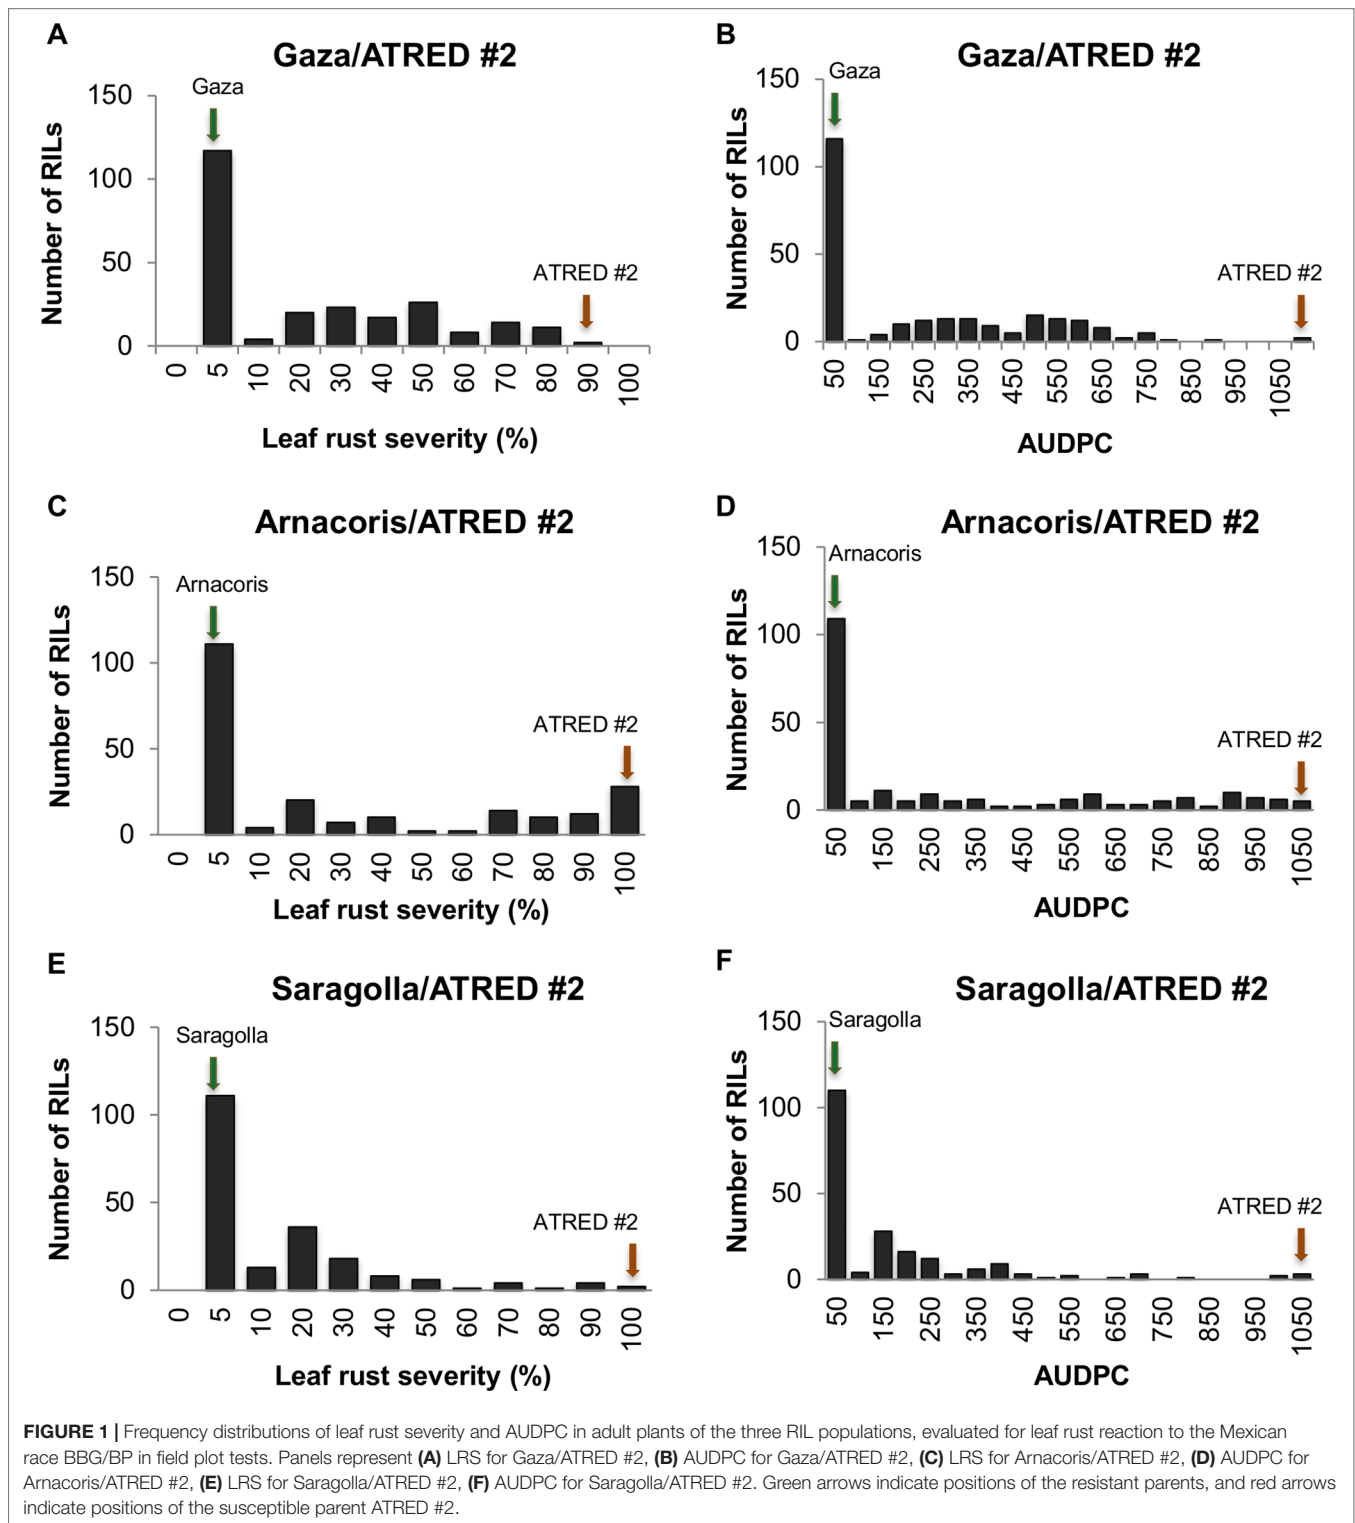 A
Gaza/ATRED #2
Gaza
ATRED #2
Number of RILs
150
100
50
0
0 5 10 20 30 40 50 60 70 80 90 100
Leaf rust severity (%)
B
Gaza/ATRED #2
Gaza
ATRED #2
Number of RILs
150
100
50
0
50 150 250 350 450 550 650 750 850 950 1050
AUDPC
C
Arnacoris/ATRED #2
Arnacoris
ATRED #2
Number of RILs
150
100
50
0
0 5 10 20 30 40 50 60 70 80 90 100
Leaf rust severity (%)
D
Arnacoris/ATRED #2
Arnacoris
ATRED #2
Number of RILs
150
100
50
0
50 150 250 350 450 550 650 750 850 950 1050
AUDPC
E
Saragolla/ATRED #2
Saragolla
ATRED #2
Number of RILs
150
100
50
0
0 5 10 20 30 40 50 60 70 80 90 100
Leaf rust severity (%)
F
Saragolla/ATRED #2
Saragolla
ATRED #2
Number of RILs
150
100
50
0
50 150 250 350 450 550 650 750 850 950 1050
AUDPC
FIGURE 1 | Frequency distributions of leaf rust severity and AUDPC in adult plants of the three RIL populations, evaluated for leaf rust reaction to the Mexican
race BBG/BP in field plot tests. Panels represent (A) LRS for Gaza/ATRED #2, (B) AUDPC for Gaza/ATRED #2, (C) LRS for Arnacoris/ATRED #2, (D) AUDPC for
Arnacoris/ATRED #2, (E) LRS for Saragolla/ATRED #2, (F) AUDPC for Saragolla/ATRED #2. Green arrows indicate positions of the resistant parents, and red arrows
indicate positions of the susceptible parent ATRED #2.